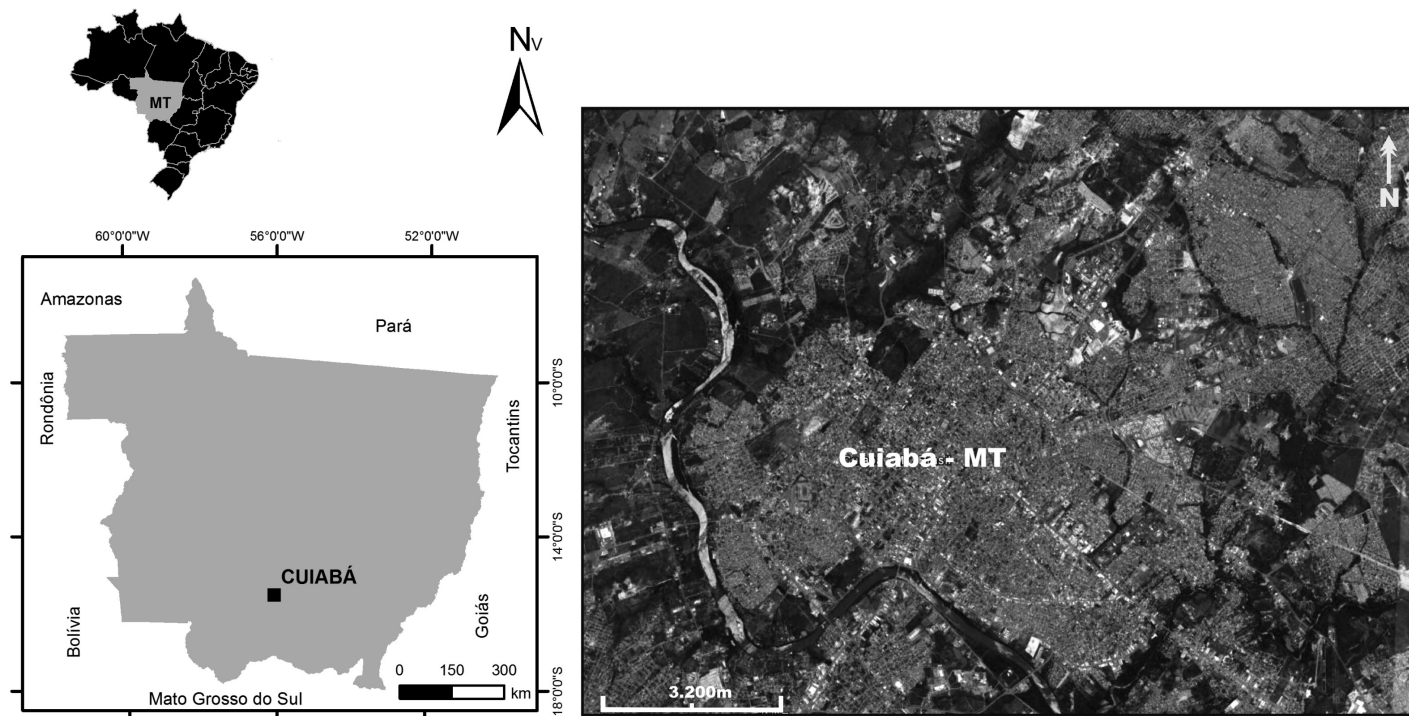 MT
NV
60°0'0"W
56°0'0"W
52°0'0"W
Amazonas
Pará
Rondônia
Tocantins
10°0'0"S
14°0'0"S
18°0'0"S
CUIABÁ
Bolívia
Goiás
0 150 300
km
Mato Grosso do Sul
N
Cuiabá - MT
3.200m